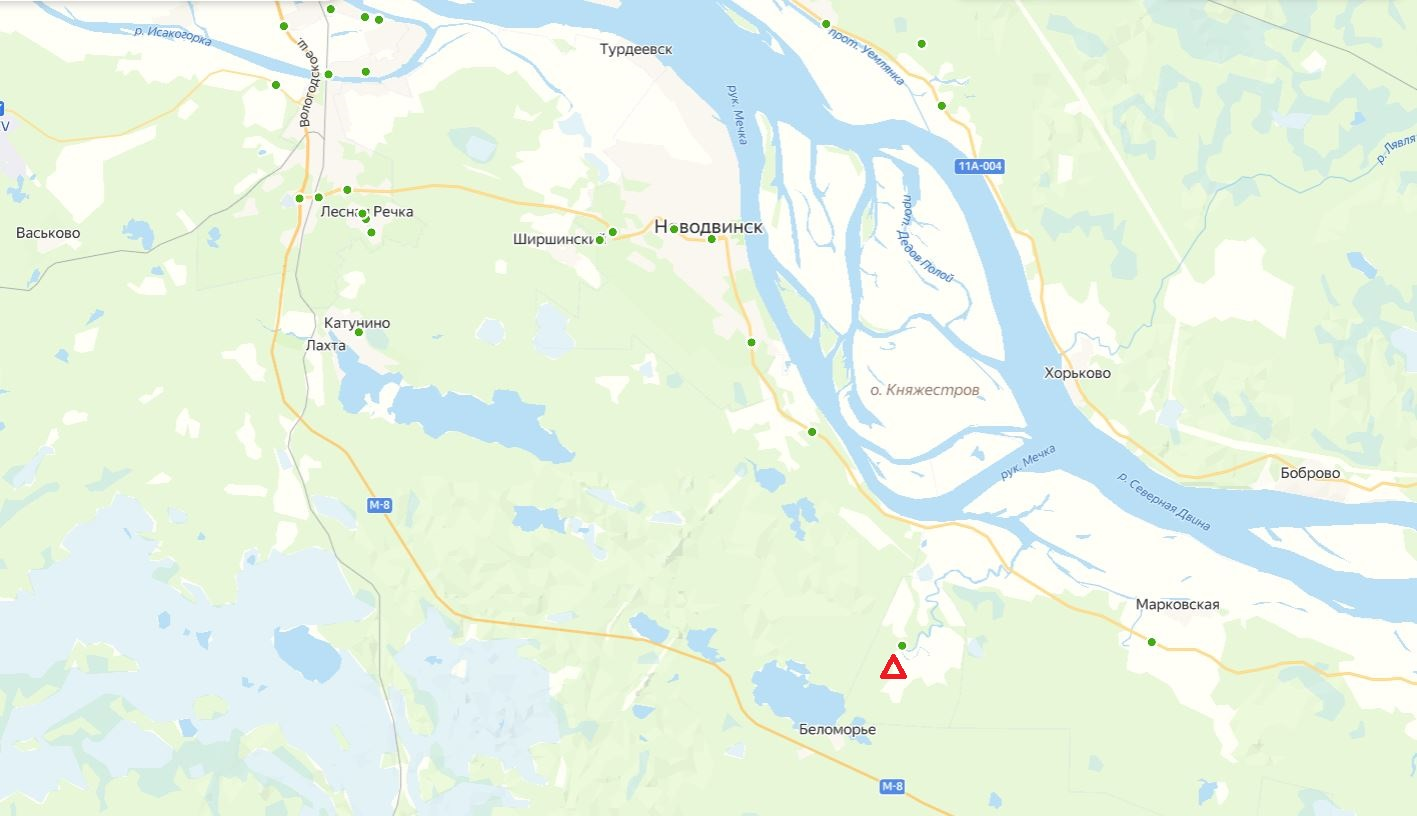 р. Исакогорка
Вологодское ш.
Турдеевск
прот. Уемлянка
рук. Мечка
11А-004
р. Лявля
V
Лесная Речка
прот. Дедов Полой
Васьково
Ширшинский
Новодвинск
Катунино
Лахта
Хорьково
о. Княжестров
рук. Мечка
Боброво
р. Северная Двина
М-8
Марковская
Беломорье
М-8